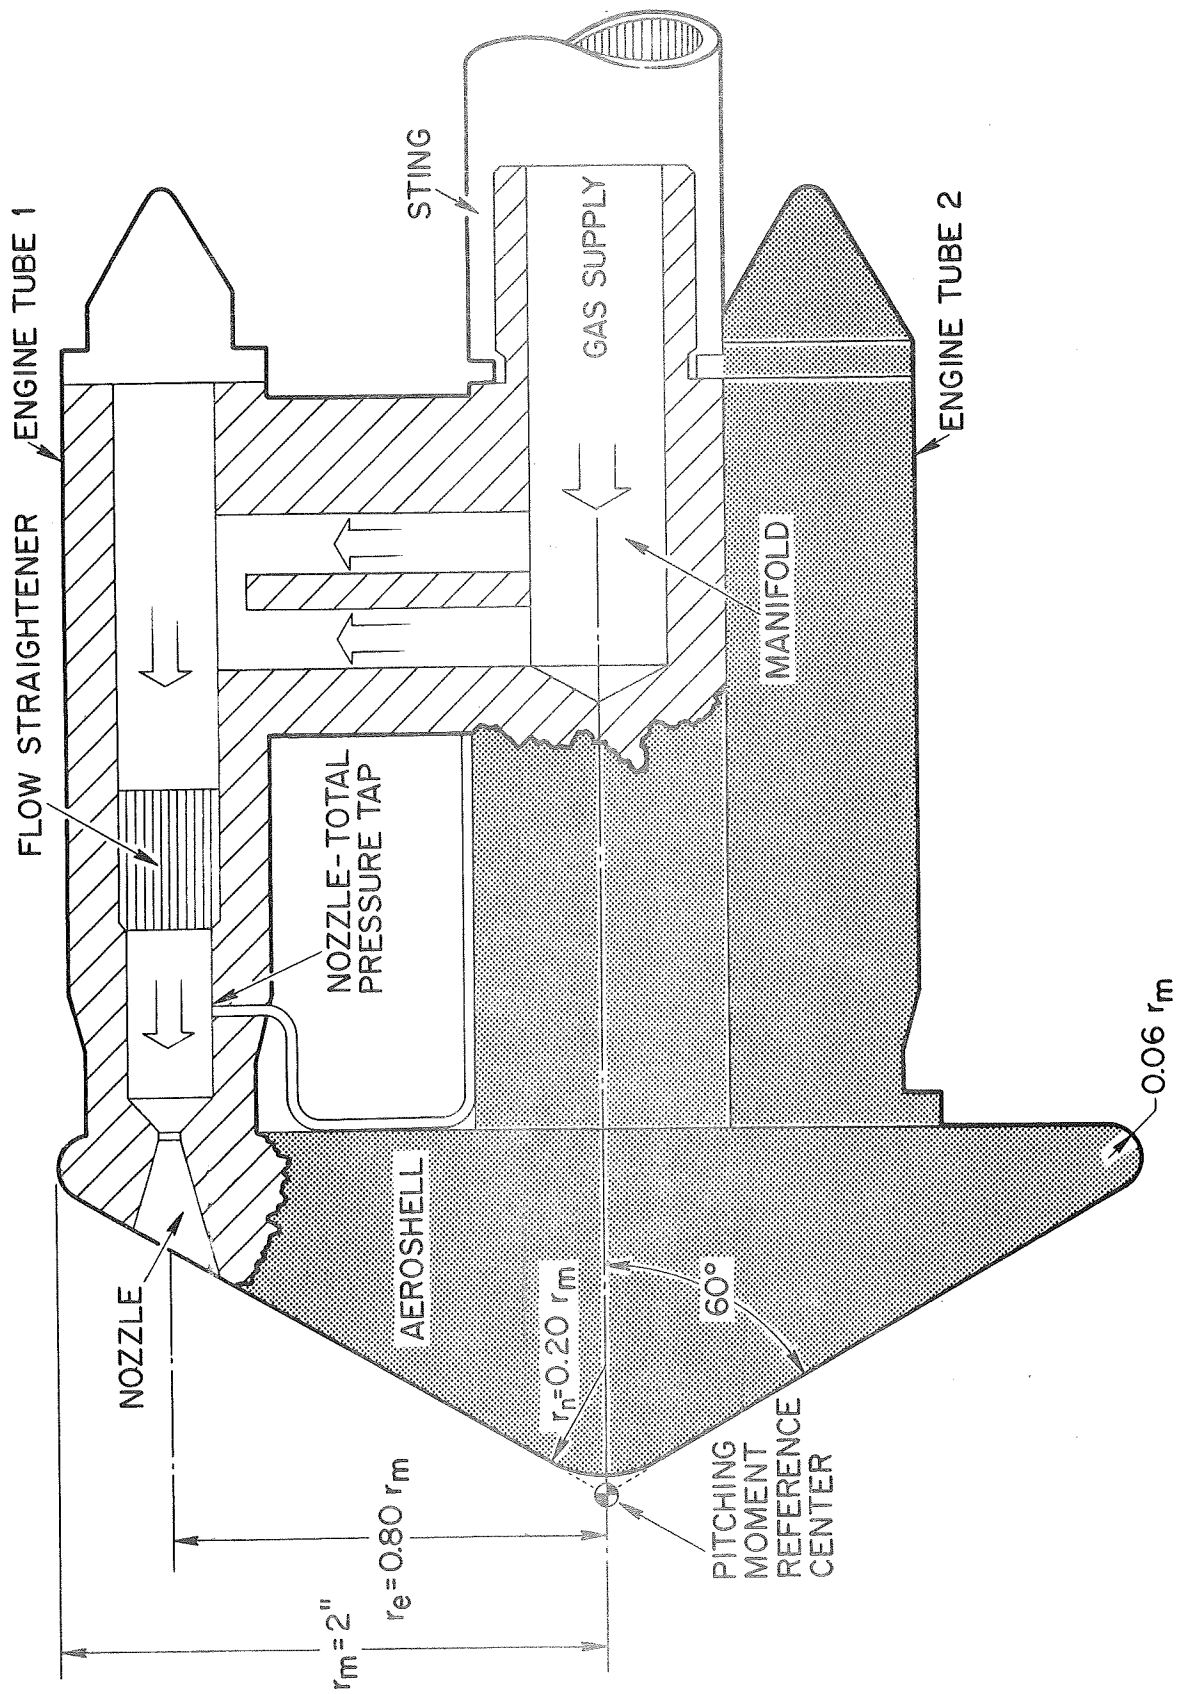 FLOW STRAIGHTENER
ENGINE TUBE 1
STING
GAS SUPPLY
ENGINE TUBE 2
MANIFOLD
NOZZLE-TOTAL
PRESSURE TAP
NOZZLE
AEROSHELL
rn=0.20 rm
60°
0.06 rm
PITCHING
MOMENT
REFERENCE
CENTER
re=0.80 rm
rm=2"